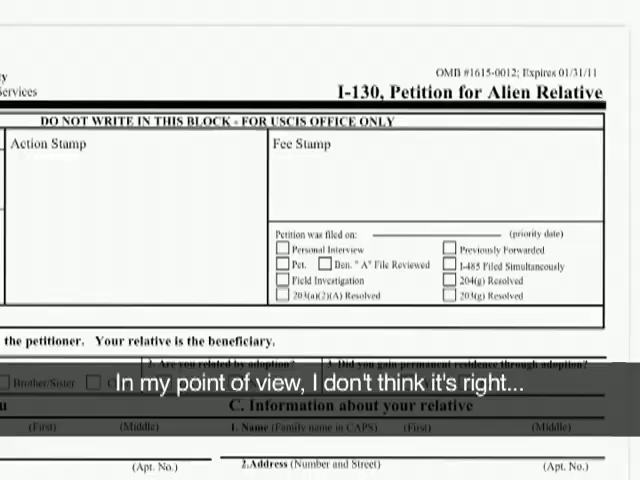 OMB #1615-0012; Expires 01/31/11
Services
I-130, Petition for Alien Relative
DO NOT WRITE IN THIS BLOCK - FOR USCIS OFFICE ONLY
Action Stamp
Fee Stamp
Petition was filed on: (priority date)
Personal Interview
Previously Forwarded
Pet. Ben. "A" File Reviewed
I-485 Filed Simultaneously
Field Investigation
204(g) Resolved
203(a)(2)(A) Resolved
203(g) Resolved
the petitioner. Your relative is the beneficiary.
2. Are you related by adoption?
3. Did you gain permanent residence through adoption?
Brother/Sister
In my point of view, I don't think it's right...
C. Information about your relative
(First) (Middle)
1. Name (Family name in CAPS) (First) (Middle)
(Apt. No.)
2.Address (Number and Street) (Apt. No.)